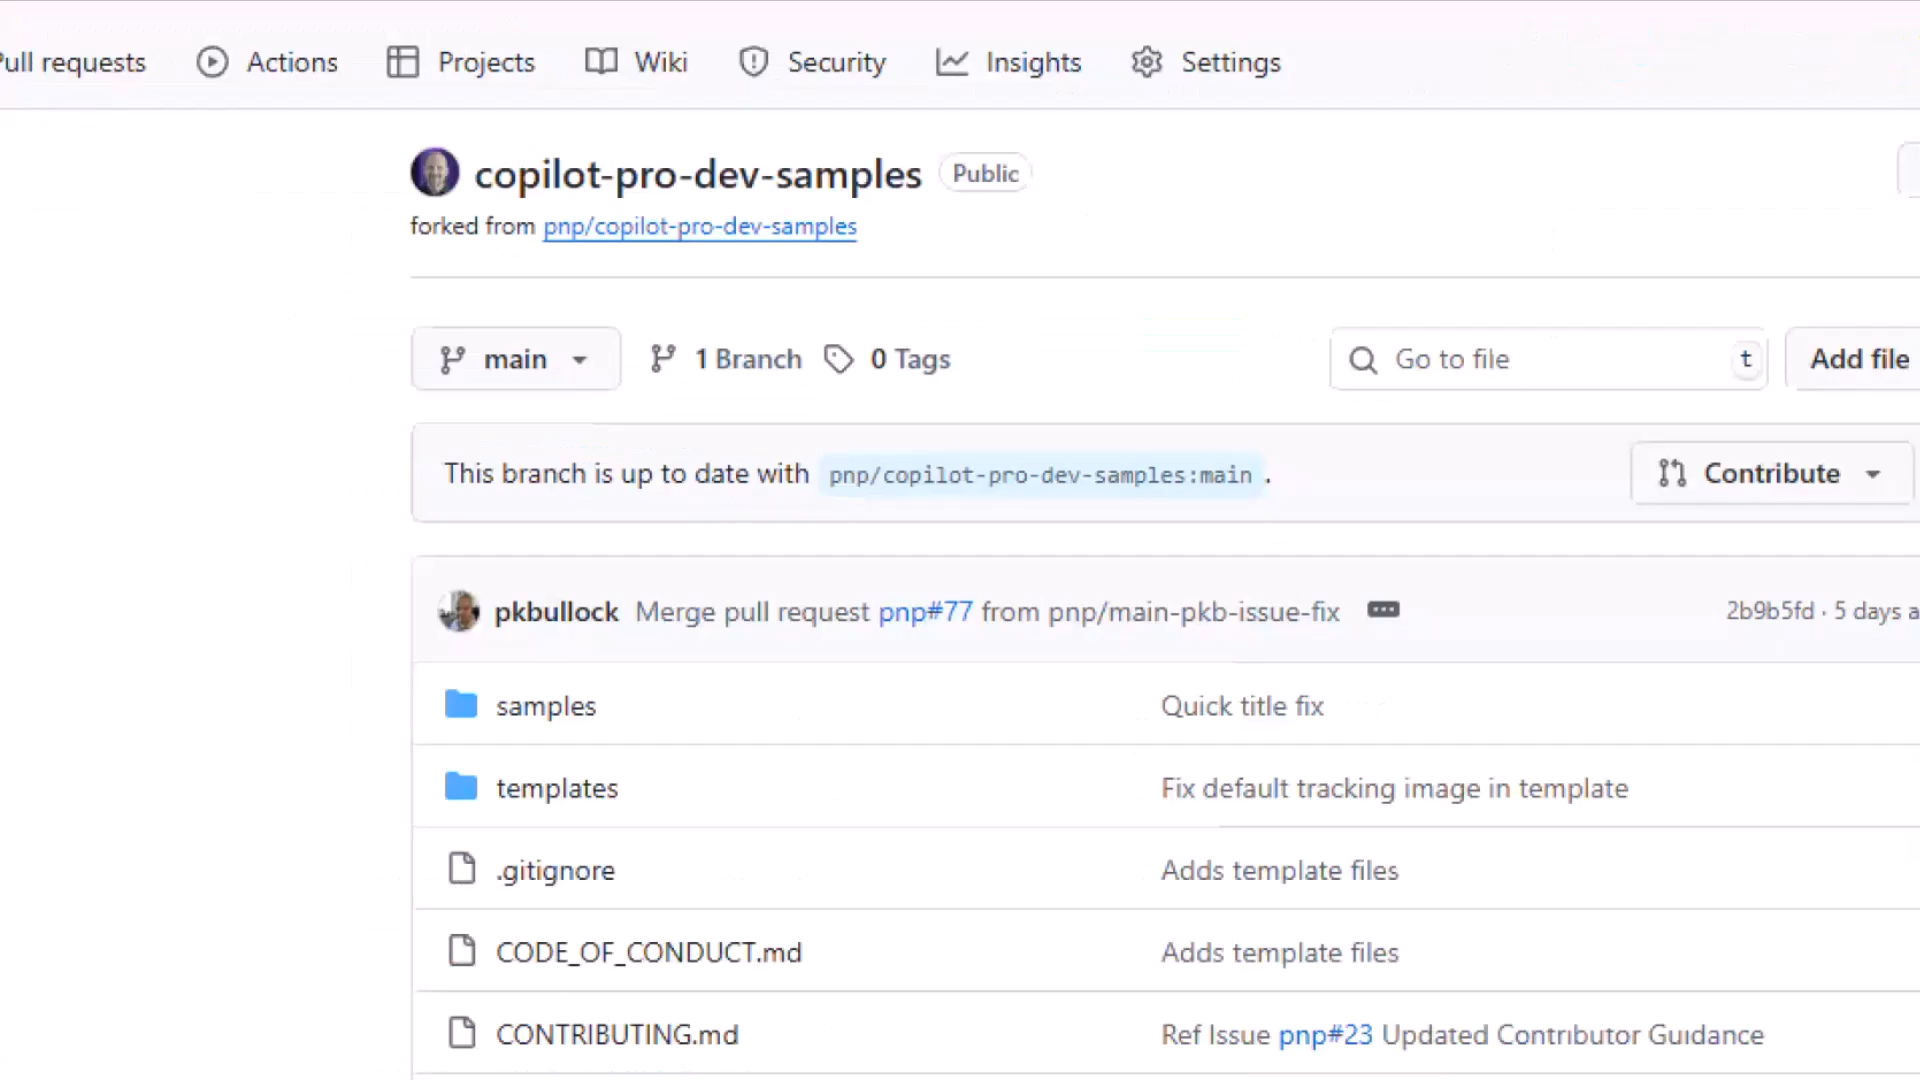 Pull requests Actions Projects Wiki Security Insights Settings
copilot-pro-dev-samples Public
forked from pnp/copilot-pro-dev-samples
main 1 Branch 0 Tags Go to file t Add file
This branch is up to date with pnp/copilot-pro-dev-samples:main . Contribute
pkbullock Merge pull request pnp#77 from pnp/main-pkb-issue-fix 2b9b5fd · 5 days a
samples Quick title fix
templates Fix default tracking image in template
.gitignore Adds template files
CODE_OF_CONDUCT.md Adds template files
CONTRIBUTING.md Ref Issue pnp#23 Updated Contributor Guidance